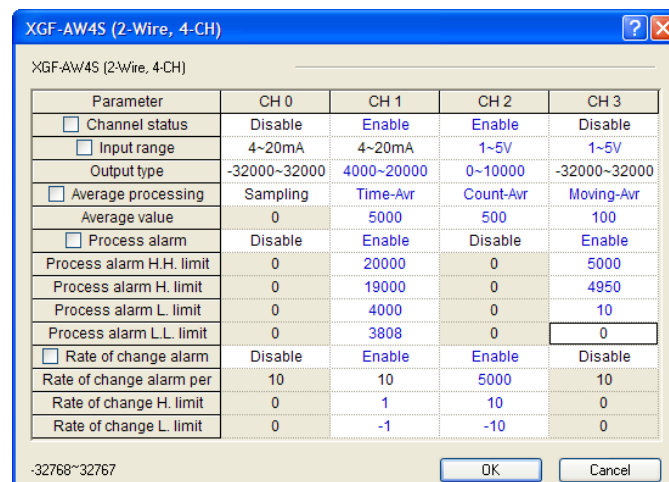 XGF-AW4S (2-Wire, 4-CH)
XGF-AW4S (2-Wire, 4-CH)
Parameter CH 0 CH 1 CH 2 CH 3
Channel status Disable Enable Enable Disable
Input range 4~20mA 4~20mA 1~5V 1~5V
Output type -32000~32000 4000~20000 0~10000 -32000~32000
Average processing Sampling Time-Avr Count-Avr Moving-Avr
Average value 0 5000 500 100
Process alarm Disable Enable Disable Enable
Process alarm H.H. limit 0 20000 0 5000
Process alarm H. limit 0 19000 0 4950
Process alarm L. limit 0 4000 0 10
Process alarm L.L. limit 0 3808 0 0
Rate of change alarm Disable Enable Enable Disable
Rate of change alarm per 10 10 5000 10
Rate of change H. limit 0 1 10 0
Rate of change L. limit 0 -1 -10 0
-32768~32767 OK Cancel